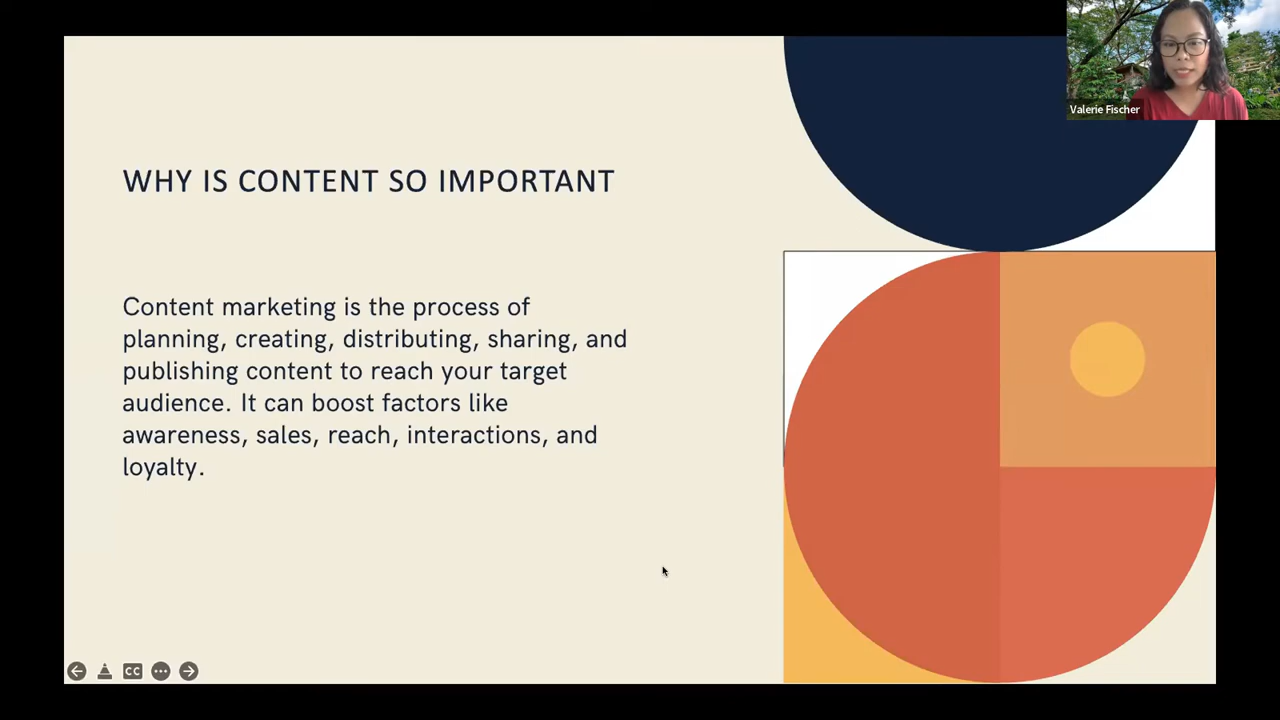 Valerie Fischer
WHY IS CONTENT SO IMPORTANT
Content marketing is the process of
planning, creating, distributing, sharing, and
publishing content to reach your target
audience. It can boost factors like
awareness, sales, reach, interactions, and
loyalty.
CC